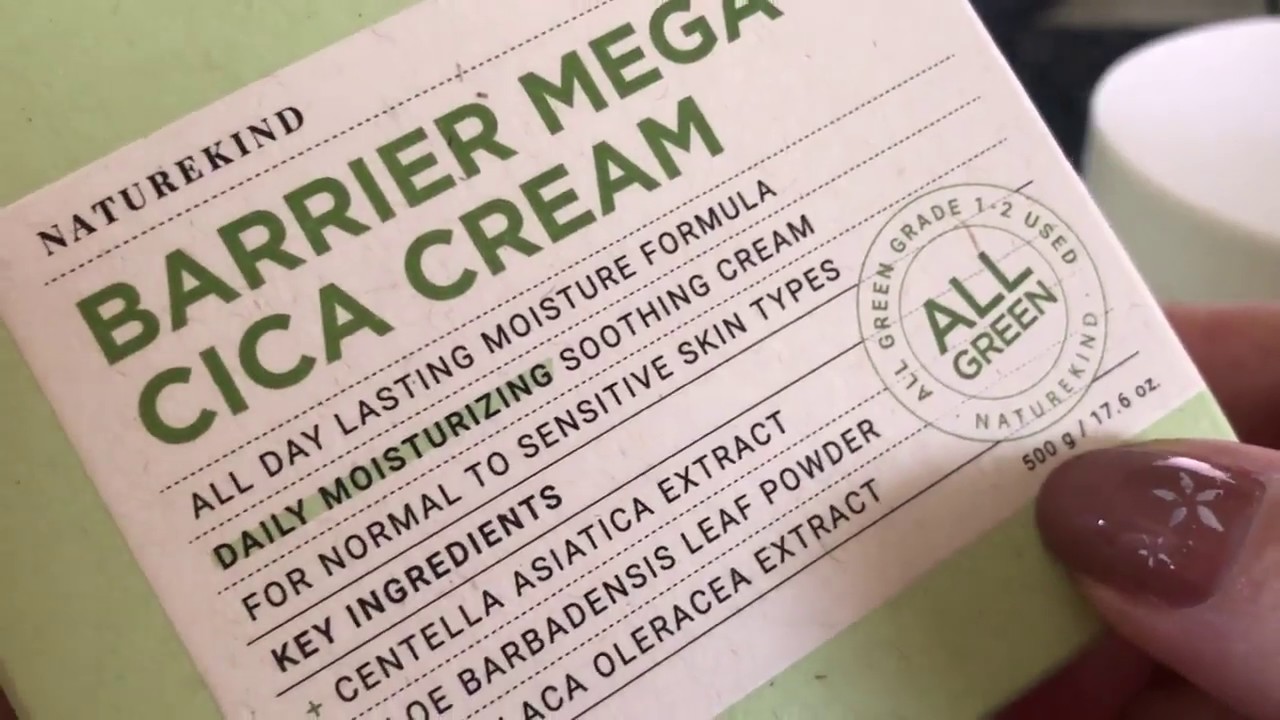 NATUREKIND
BARRIER MEGA
CICA CREAM
ALL DAY LASTING MOISTURE FORMULA
DAILY MOISTURIZING SOOTHING CREAM
FOR NORMAL TO SENSITIVE SKIN TYPES
KEY INGREDIENTS
+ CENTELLA ASIATICA EXTRACT
OE BARBADENSIS LEAF POWDER
LACA OLERACEA EXTRACT
ALL GREEN GRADE 1-2 USED
ALL
GREEN
NATUREKIND
500 g / 17.6 oz.